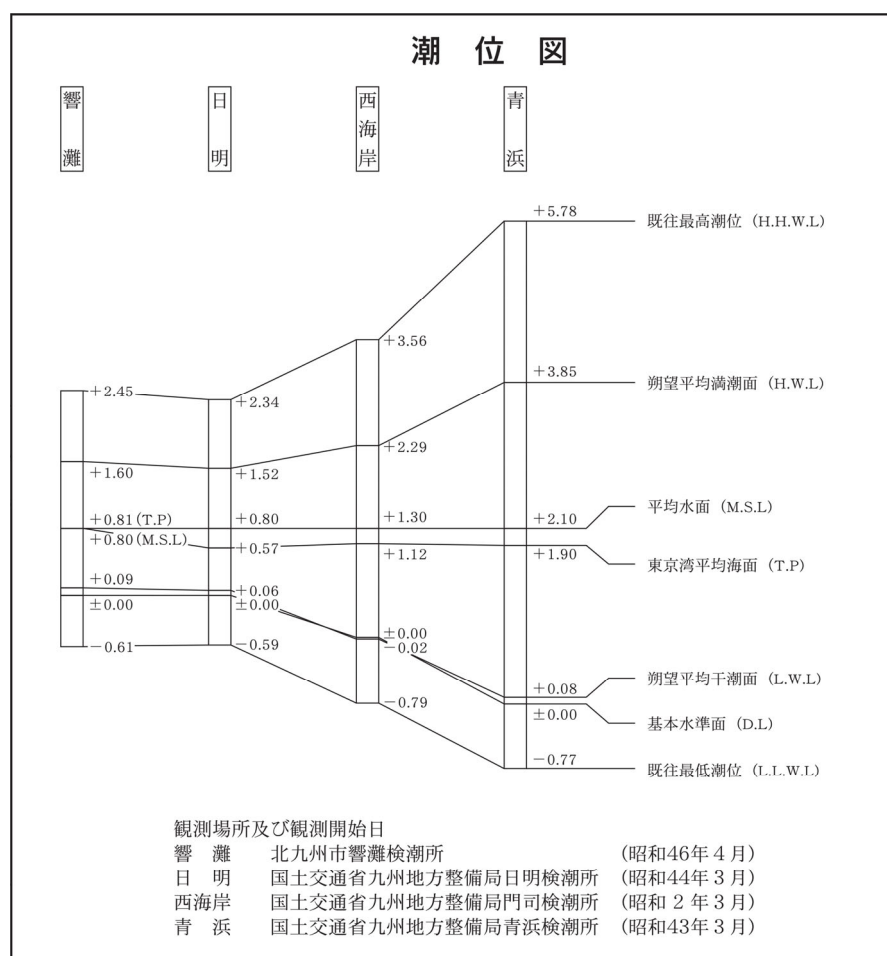 潮位図
響灘
日明
西海岸
青浜
+5.78
既往最高潮位 (H.H.W.L)
+3.56
+3.85
朔望平均満潮面 (H.W.L)
+2.45
+2.34
+2.29
+1.60
+1.52
平均水面 (M.S.L)
+0.81(T.P)
+0.80
+1.30
+2.10
+0.80(M.S.L)
+0.57
+1.12
+1.90
東京湾平均海面 (T.P)
+0.09
+0.06
±0.00
±0.00
±0.00
−0.02
−0.61
−0.59
朔望平均干潮面 (L.W.L)
+0.08
−0.79
±0.00
基本水準面 (D.L)
−0.77
既往最低潮位 (L.L.W.L)
観測場所及び観測開始日
響 灘 北九州市響灘検潮所 (昭和46年4月)
日 明 国土交通省九州地方整備局日明検潮所 (昭和44年3月)
西海岸 国土交通省九州地方整備局門司検潮所 (昭和 2 年3月)
青 浜 国土交通省九州地方整備局青浜検潮所 (昭和43年3月)